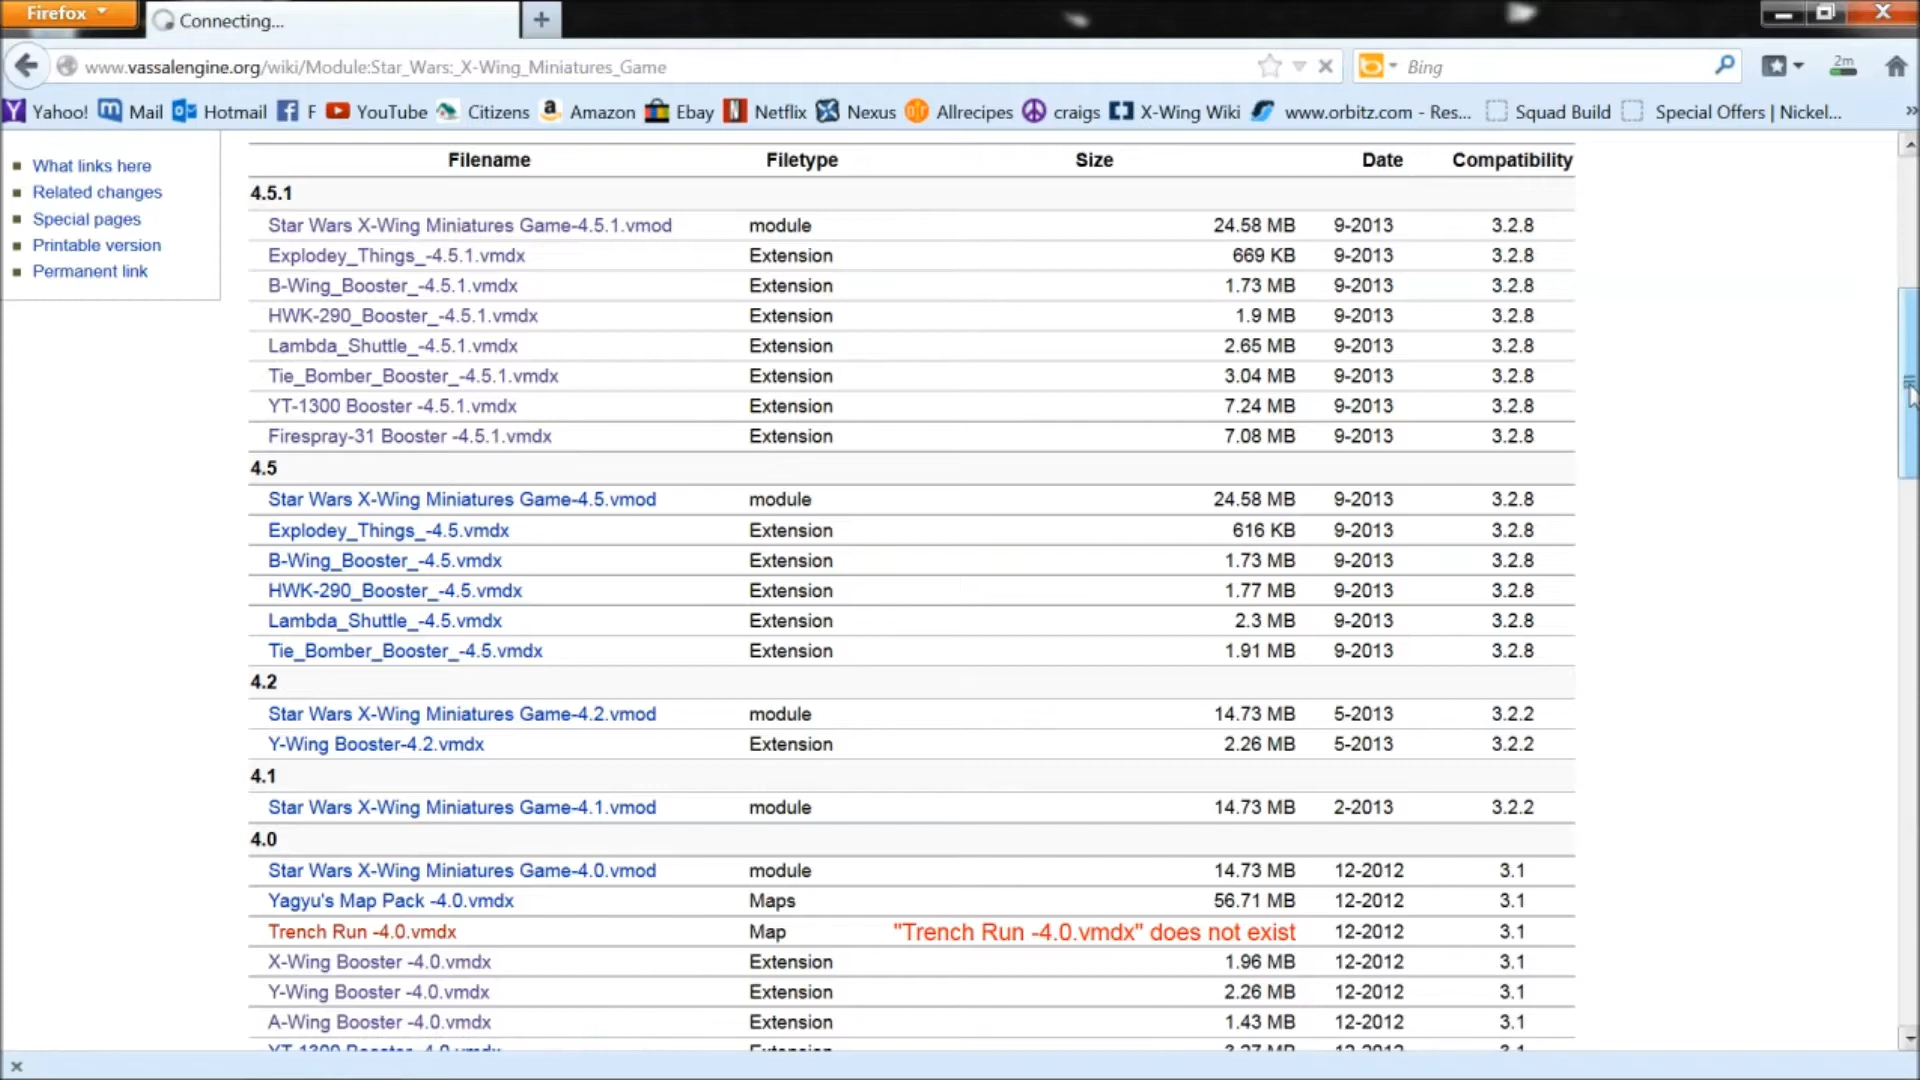 Firefox
Connecting...
www.vassalengine.org/wiki/Module:Star_Wars:_X-Wing_Miniatures_Game
Bing
2m
Yahoo! Mail Hotmail F YouTube Citizens Amazon Ebay Netflix Nexus Allrecipes craigs X-Wing Wiki www.orbitz.com - Res... Squad Build Special Offers | Nickel...
What links here
Related changes
Special pages
Printable version
Permanent link
Filename Filetype Size Date Compatibility
4.5.1
Star Wars X-Wing Miniatures Game-4.5.1.vmod module 24.58 MB 9-2013 3.2.8
Explodey_Things_-4.5.1.vmdx Extension 669 KB 9-2013 3.2.8
B-Wing_Booster_-4.5.1.vmdx Extension 1.73 MB 9-2013 3.2.8
HWK-290_Booster_-4.5.1.vmdx Extension 1.9 MB 9-2013 3.2.8
Lambda_Shuttle_-4.5.1.vmdx Extension 2.65 MB 9-2013 3.2.8
Tie_Bomber_Booster_-4.5.1.vmdx Extension 3.04 MB 9-2013 3.2.8
YT-1300 Booster -4.5.1.vmdx Extension 7.24 MB 9-2013 3.2.8
Firespray-31 Booster -4.5.1.vmdx Extension 7.08 MB 9-2013 3.2.8
4.5
Star Wars X-Wing Miniatures Game-4.5.vmod module 24.58 MB 9-2013 3.2.8
Explodey_Things_-4.5.vmdx Extension 616 KB 9-2013 3.2.8
B-Wing_Booster_-4.5.vmdx Extension 1.73 MB 9-2013 3.2.8
HWK-290_Booster_-4.5.vmdx Extension 1.77 MB 9-2013 3.2.8
Lambda_Shuttle_-4.5.vmdx Extension 2.3 MB 9-2013 3.2.8
Tie_Bomber_Booster_-4.5.vmdx Extension 1.91 MB 9-2013 3.2.8
4.2
Star Wars X-Wing Miniatures Game-4.2.vmod module 14.73 MB 5-2013 3.2.2
Y-Wing Booster-4.2.vmdx Extension 2.26 MB 5-2013 3.2.2
4.1
Star Wars X-Wing Miniatures Game-4.1.vmod module 14.73 MB 2-2013 3.2.2
4.0
Star Wars X-Wing Miniatures Game-4.0.vmod module 14.73 MB 12-2012 3.1
Yagyu's Map Pack -4.0.vmdx Maps 56.71 MB 12-2012 3.1
Trench Run -4.0.vmdx Map "Trench Run -4.0.vmdx" does not exist 12-2012 3.1
X-Wing Booster -4.0.vmdx Extension 1.96 MB 12-2012 3.1
Y-Wing Booster -4.0.vmdx Extension 2.26 MB 12-2012 3.1
A-Wing Booster -4.0.vmdx Extension 1.43 MB 12-2012 3.1
YT-1300 Booster -4.0.vmdx Extension 3.27 MB 12-2012 3.1